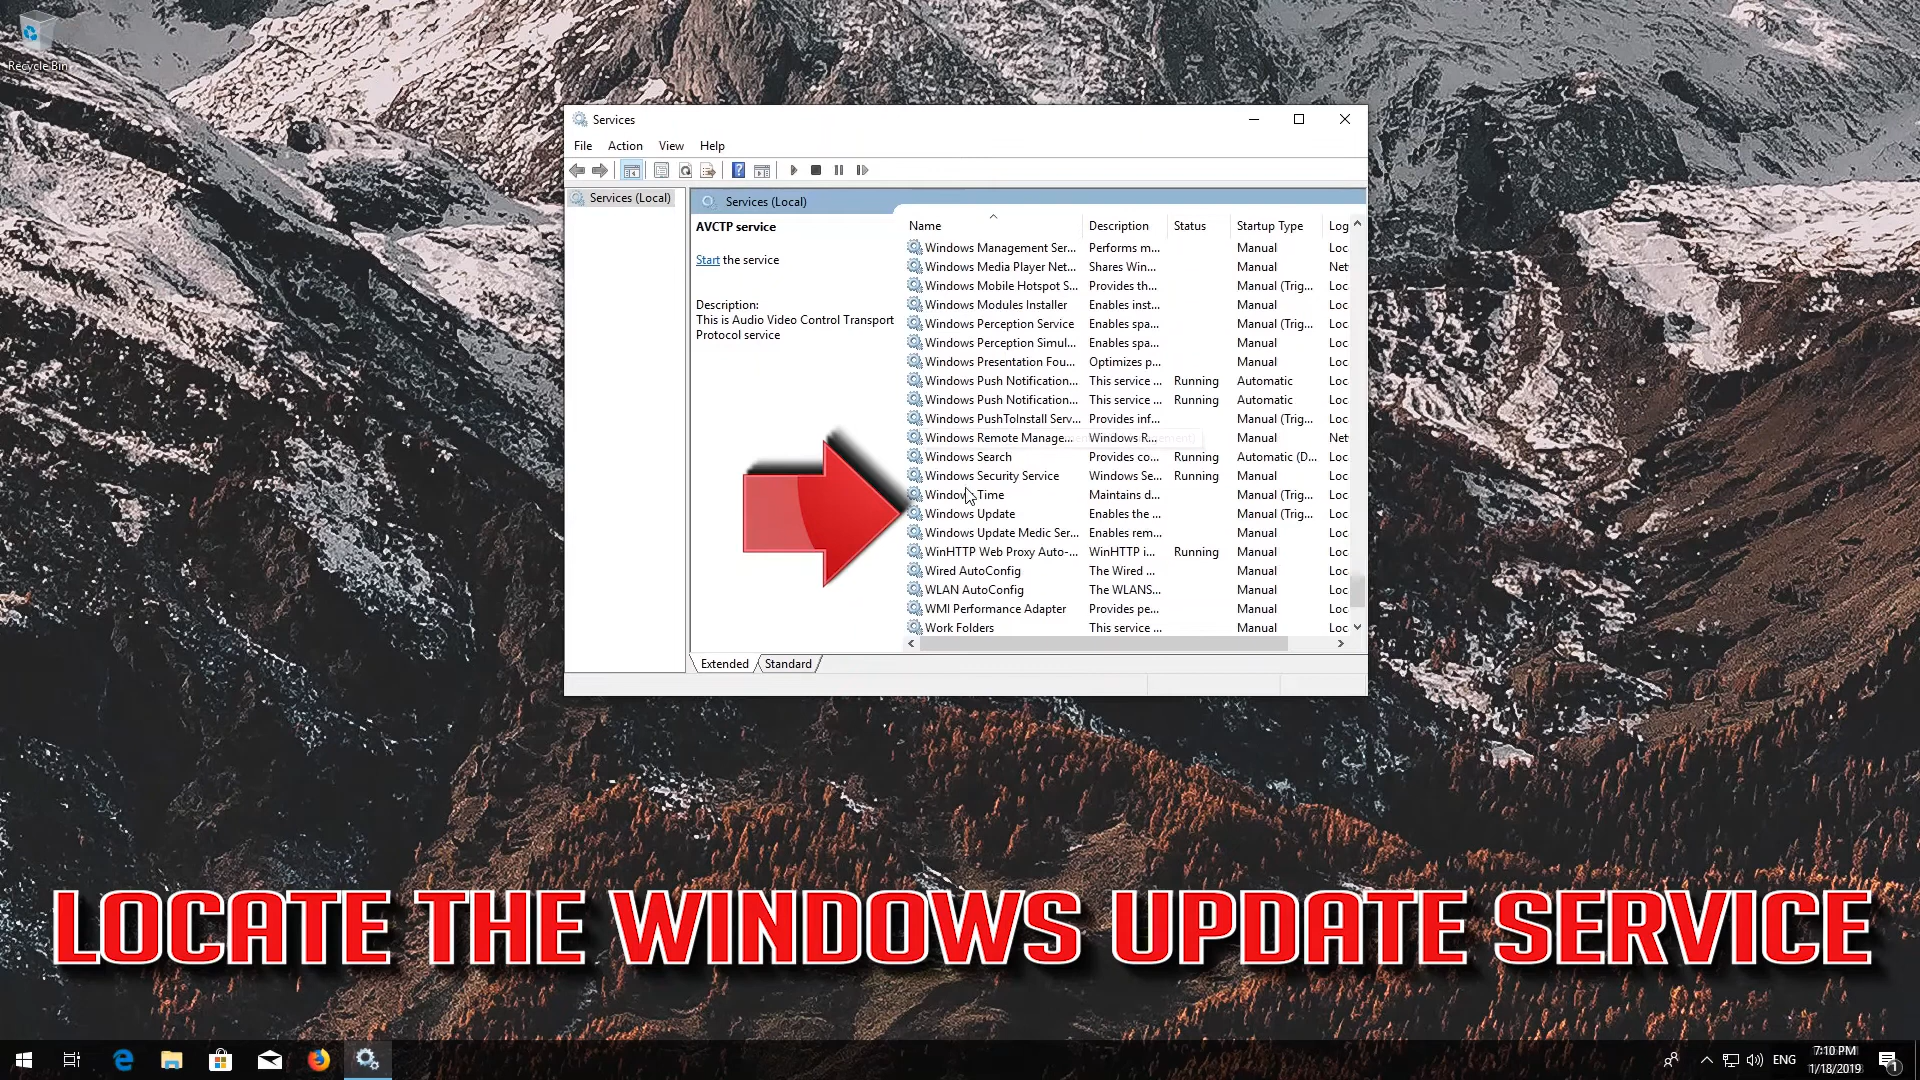 Recycle Bin
Services
File Action View Help
Services (Local)
Services (Local)
AVCTP service
Start the service
Description:
This is Audio Video Control Transport
Protocol service
Name Description Status Startup Type Log
Windows Management Ser... Performs m... Manual Loc
Windows Media Player Net... Shares Win... Manual Net
Windows Mobile Hotspot S... Provides th... Manual (Trig... Loc
Windows Modules Installer Enables inst... Manual Loc
Windows Perception Service Enables spa... Manual (Trig... Loc
Windows Perception Simul... Enables spa... Manual Loc
Windows Presentation Fou... Optimizes p... Manual Loc
Windows Push Notification... This service ... Running Automatic Loc
Windows Push Notification... This service ... Running Automatic Loc
Windows PushToInstall Serv... Provides inf... Manual (Trig... Loc
Windows Remote Manage... Windows R... Manual Net
Windows Search Provides co... Running Automatic (D... Loc
Windows Security Service Windows Se... Running Manual Loc
Windows Time Maintains d... Manual (Trig... Loc
Windows Update Enables the ... Manual (Trig... Loc
Windows Update Medic Ser... Enables rem... Manual Loc
WinHTTP Web Proxy Auto-... WinHTTP i... Running Manual Loc
Wired AutoConfig The Wired ... Manual Loc
WLAN AutoConfig The WLANS... Manual Loc
WMI Performance Adapter Provides pe... Manual Loc
Work Folders This service ... Manual Loc
Extended Standard
LOCATE THE WINDOWS UPDATE SERVICE
ENG
7:10 PM
1/18/2019
1